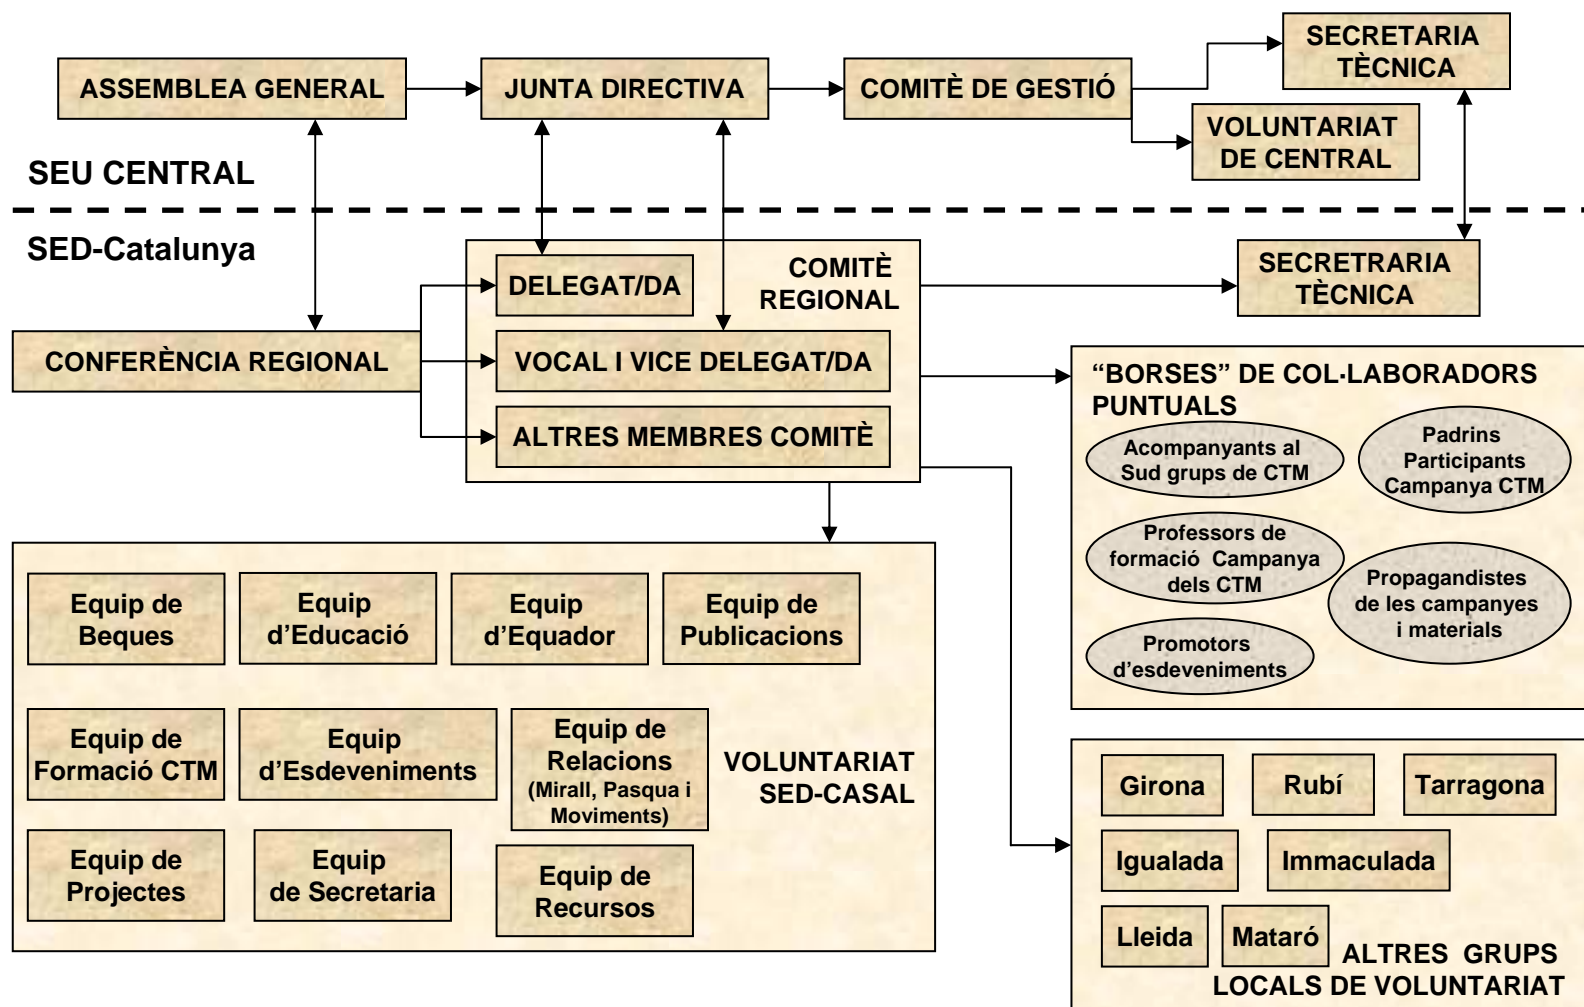 ASSEMBLEA GENERAL
JUNTA DIRECTIVA
COMITÈ DE GESTIÓ
SECRETARIA
TÈCNICA
VOLUNTARIAT
DE CENTRAL
SEU CENTRAL
SED-Catalunya
COMITÈ
REGIONAL
DELEGAT/DA
VOCAL I VICE DELEGAT/DA
ALTRES MEMBRES COMITÈ
SECRETRARIA
TÈCNICA
CONFERÈNCIA REGIONAL
“BORSES” DE COL·LABORADORS
PUNTUALS
Acompanyants al
Sud grups de CTM
Padrins
Participants
Campanya CTM
Professors de
formació Campanya
dels CTM
Propagandistes
de les campanyes
i materials
Promotors
d’esdeveniments
Equip de
Beques
Equip
d’Educació
Equip
d’Equador
Equip de
Publicacions
Equip de
Formació CTM
Equip
d’Esdeveniments
Equip de
Relacions
(Mirall, Pasqua i
Moviments)
VOLUNTARIAT
SED-CASAL
Equip de
Projectes
Equip
de Secretaria
Equip de
Recursos
Girona
Rubí
Tarragona
Igualada
Immaculada
Lleida
Mataró
ALTRES GRUPS
LOCALS DE VOLUNTARIAT